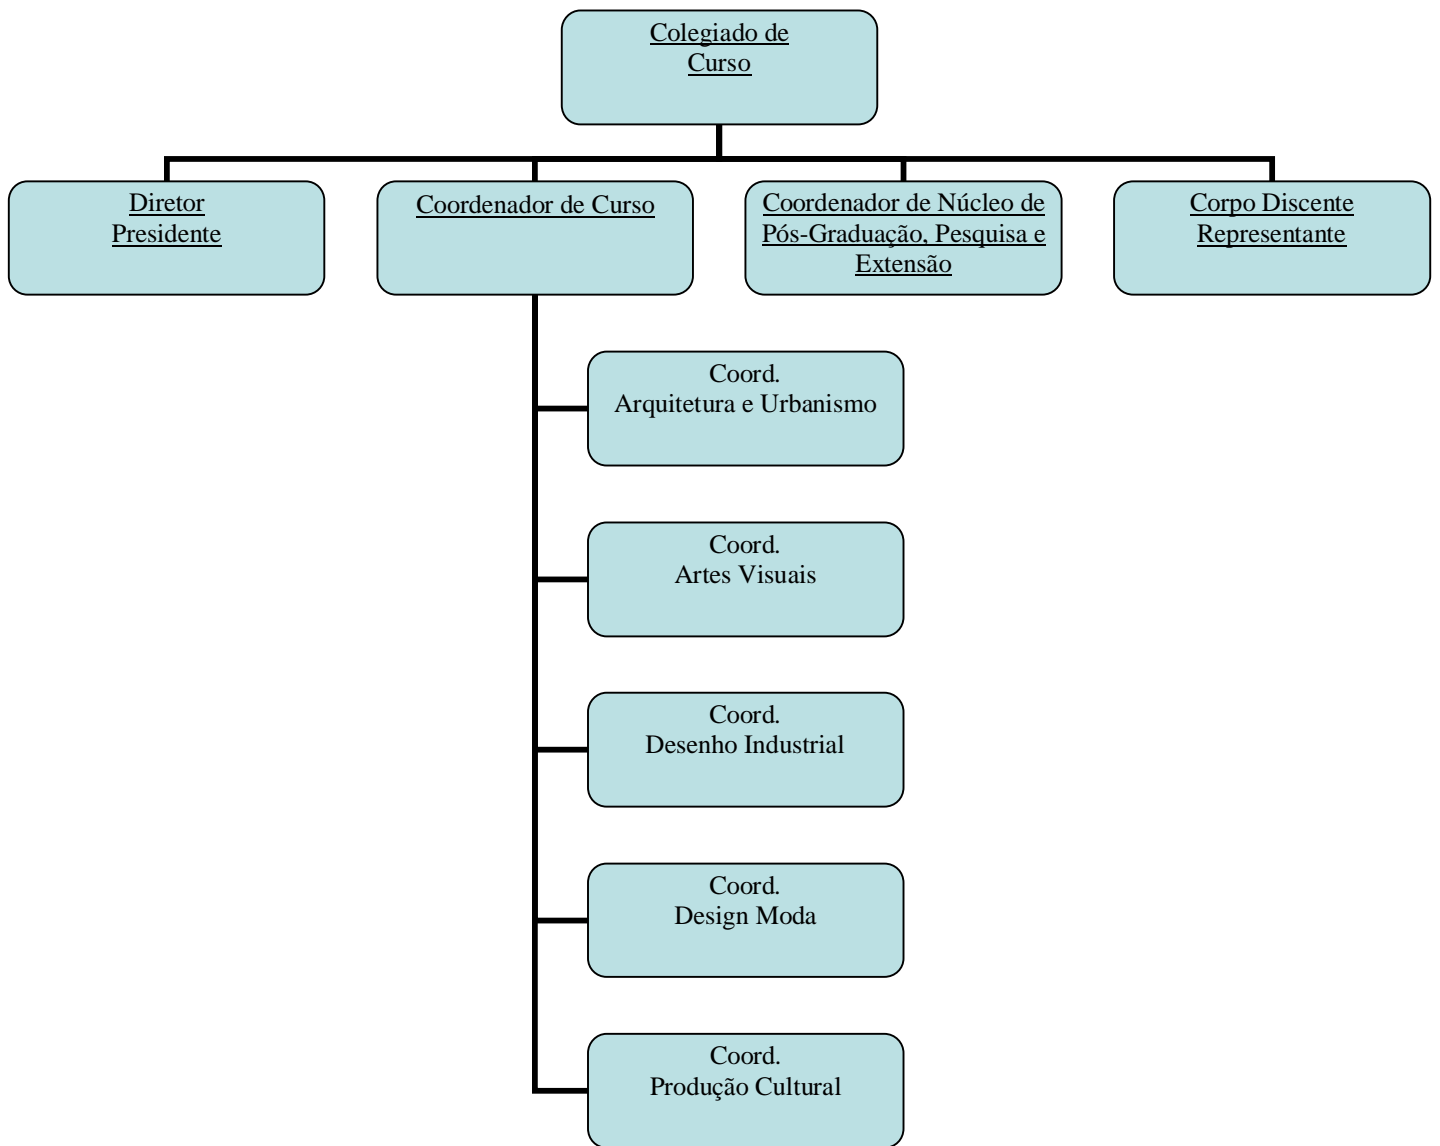 Colegiado de
Curso
Diretor
Presidente
Coordenador de Curso
Coordenador de Núcleo de
Pós-Graduação, Pesquisa e
Extensão
Corpo Discente
Representante
Coord.
Arquitetura e Urbanismo
Coord.
Artes Visuais
Coord.
Desenho Industrial
Coord.
Design Moda
Coord.
Produção Cultural